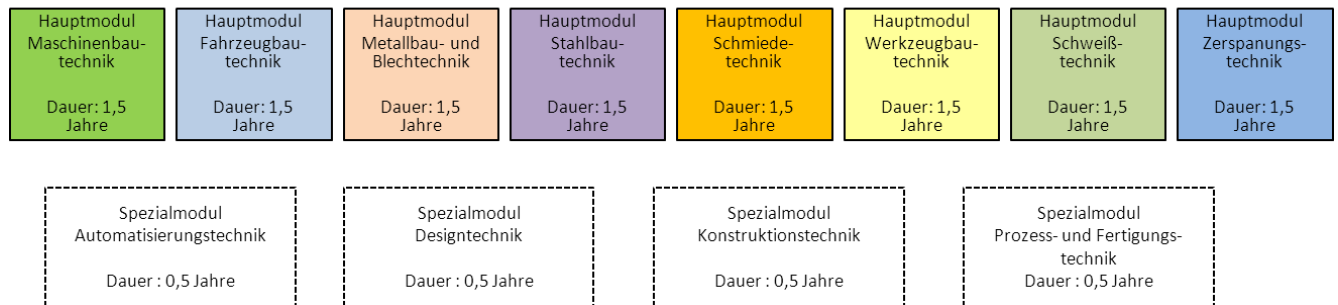 Hauptmodul
Maschinenbau-
technik
Dauer: 1,5
Jahre
Hauptmodul
Fahrzeugbau-
technik
Dauer: 1,5
Jahre
Hauptmodul
Metallbau- und
Blechtechnik
Dauer: 1,5
Jahre
Hauptmodul
Stahlbau-
technik
Dauer: 1,5
Jahre
Hauptmodul
Schmiede-
technik
Dauer: 1,5
Jahre
Hauptmodul
Werkzeugbau-
technik
Dauer: 1,5
Jahre
Hauptmodul
Schweiß-
technik
Dauer: 1,5
Jahre
Hauptmodul
Zerspanungs-
technik
Dauer: 1,5
Jahre
Spezialmodul
Automatisierungstechnik
Dauer : 0,5 Jahre
Spezialmodul
Designtechnik
Dauer : 0,5 Jahre
Spezialmodul
Konstruktionstechnik
Dauer : 0,5 Jahre
Spezialmodul
Prozess- und Fertigungs-
technik
Dauer : 0,5 Jahre